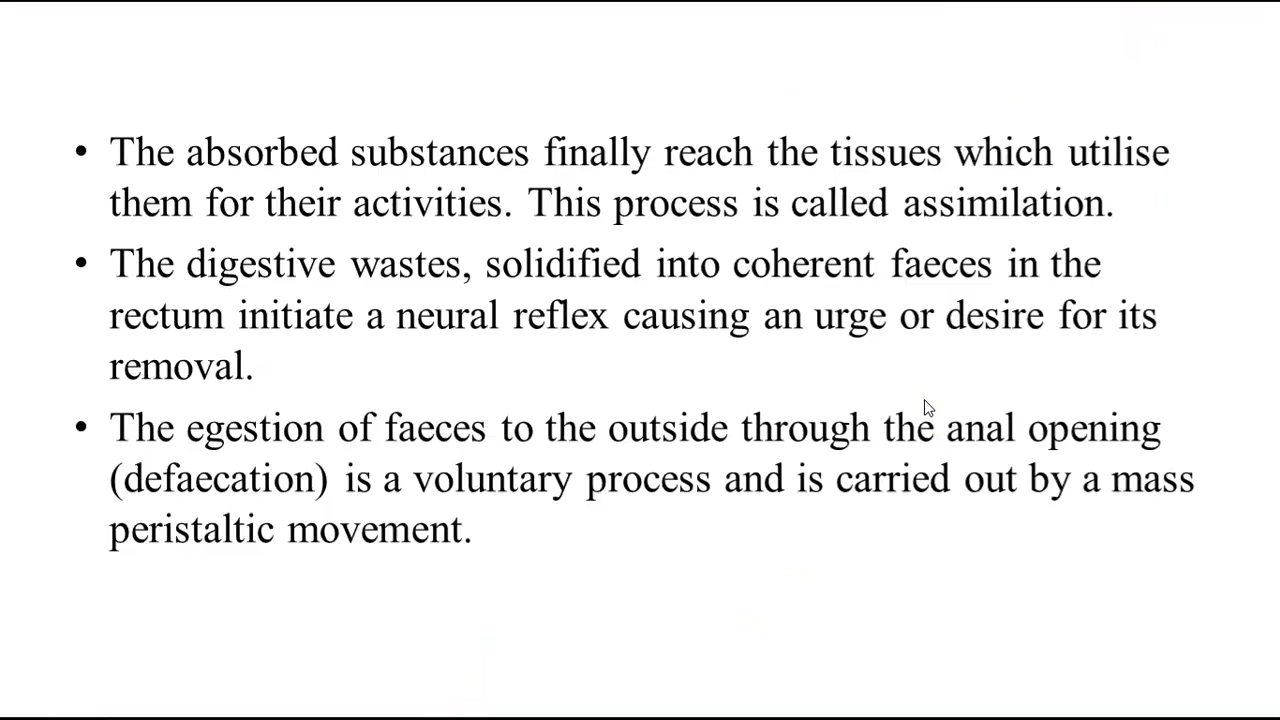 • The absorbed substances finally reach the tissues which utilise
them for their activities. This process is called assimilation.
• The digestive wastes, solidified into coherent faeces in the
rectum initiate a neural reflex causing an urge or desire for its
removal.
• The egestion of faeces to the outside through the anal opening
(defaecation) is a voluntary process and is carried out by a mass
peristaltic movement.